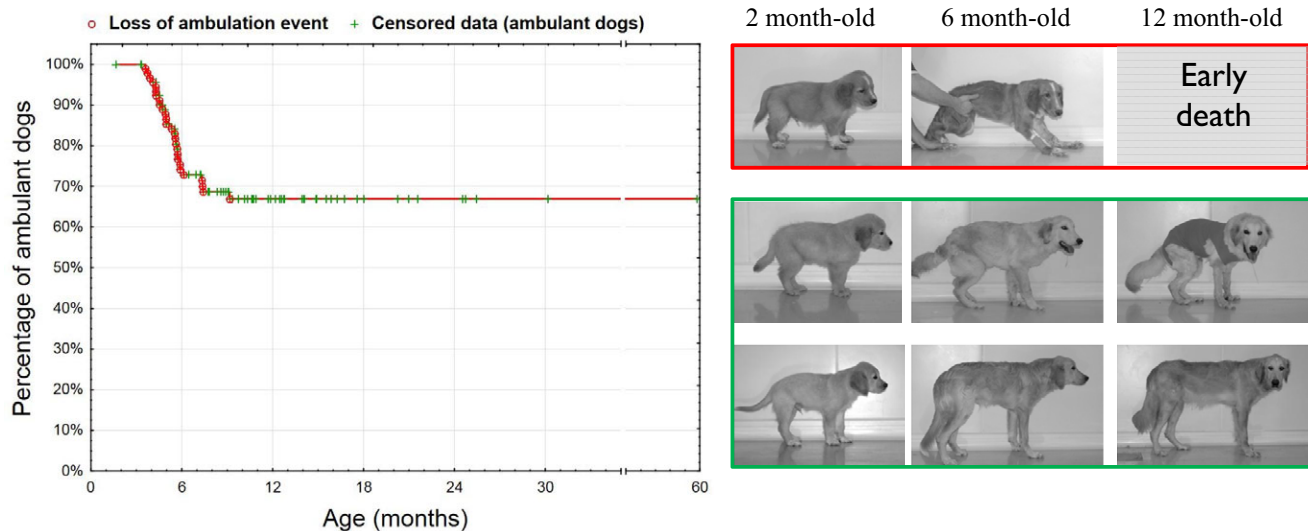 Loss of ambulation event
Censored data (ambulant dogs)
100%
90%
80%
70%
60%
50%
40%
30%
20%
10%
0%
Percentage of ambulant dogs
0 6 12 18 24 30 60
Age (months)
2 month-old 6 month-old 12 month-old
Early
death